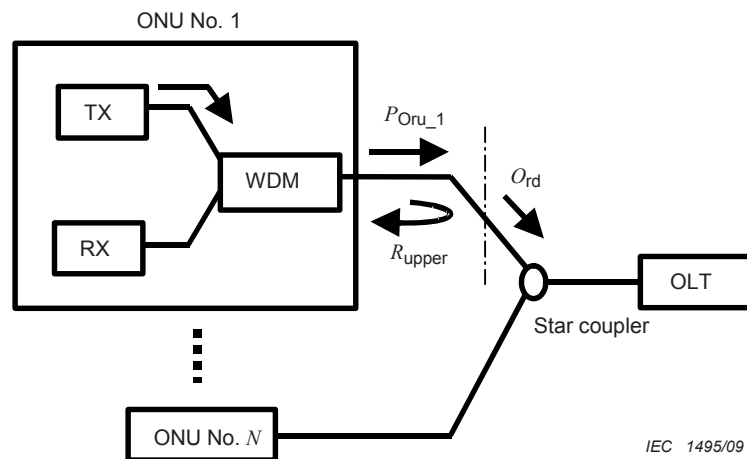 ONU No. 1
TX
WDM
RX
P_Oru_1
O_rd
R_upper
OLT
Star coupler
ONU No. N
IEC 1495/09